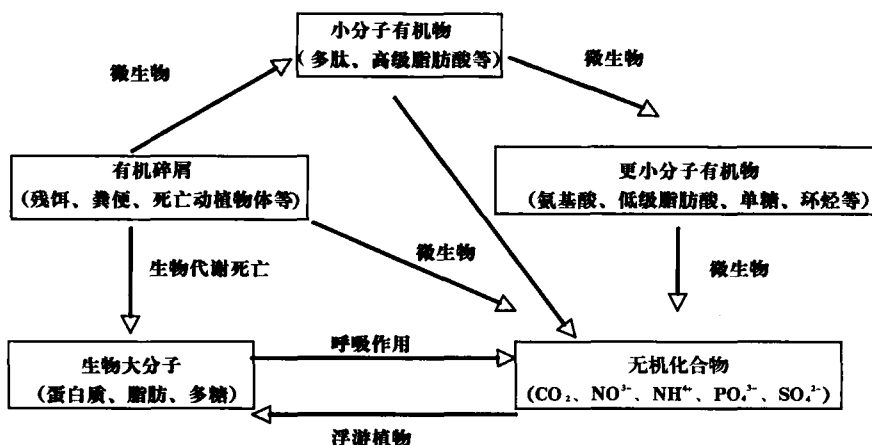 小分子有机物
（多肽、高级脂肪酸等）
微生物
微生物
有机碎屑
（残饵、粪便、死亡动植物体等）
更小分子有机物
（氨基酸、低级脂肪酸、单糖、环烃等）
生物代谢死亡
微生物
微生物
生物大分子
（蛋白质、脂肪、多糖）
呼吸作用
无机化合物
（CO₂、NO³⁻、NH⁴⁺、PO₄³⁻、SO₄²⁻）
浮游植物